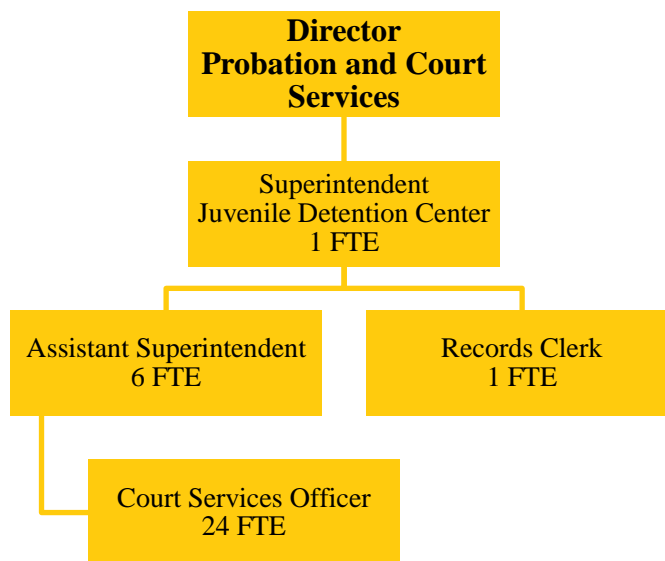 Director
Probation and Court
Services
Superintendent
Juvenile Detention Center
1 FTE
Assistant Superintendent
6 FTE
Records Clerk
1 FTE
Court Services Officer
24 FTE